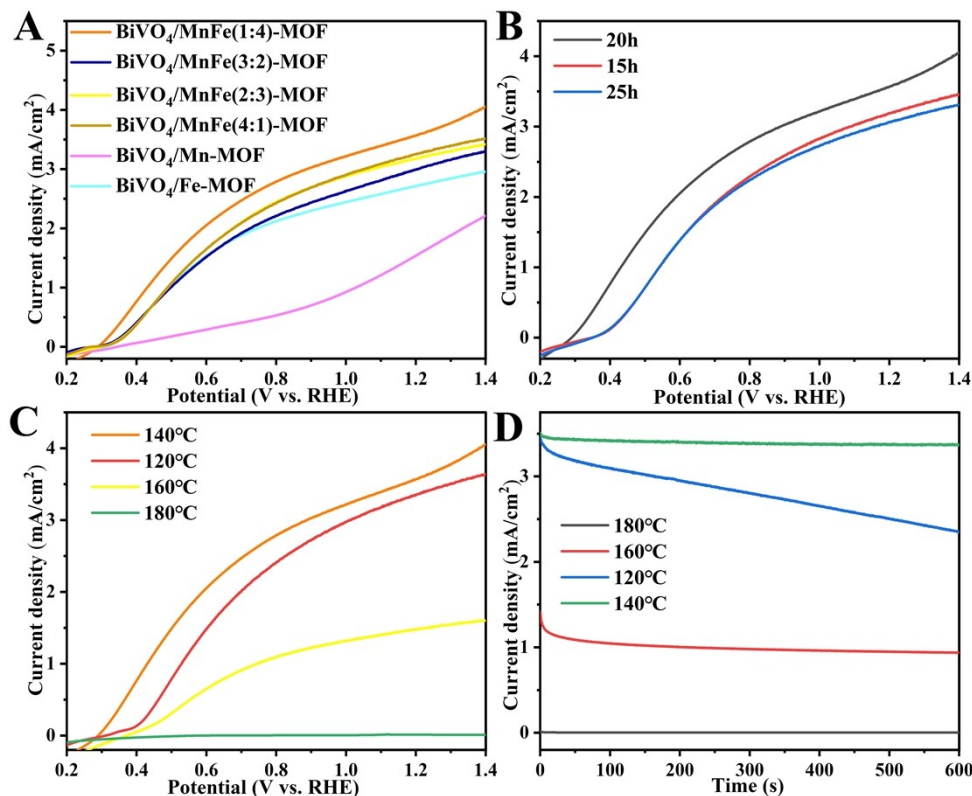 A
BiVO4/MnFe(1:4)-MOF
BiVO4/MnFe(3:2)-MOF
BiVO4/MnFe(2:3)-MOF
BiVO4/MnFe(4:1)-MOF
BiVO4/Mn-MOF
BiVO4/Fe-MOF
Current density (mA/cm2)
5
4
3
2
1
0
0.2 0.4 0.6 0.8 1.0 1.2 1.4
Potential (V vs. RHE)
B
20h
15h
25h
Current density (mA/cm2)
4
3
2
1
0
0.2 0.4 0.6 0.8 1.0 1.2 1.4
Potential (V vs. RHE)
C
140°C
120°C
160°C
180°C
Current density (mA/cm2)
4
3
2
1
0
0.2 0.4 0.6 0.8 1.0 1.2 1.4
Potential (V vs. RHE)
D
180°C
160°C
120°C
140°C
Current density (mA/cm2)
3
2
1
0
0 100 200 300 400 500 600
Time (s)